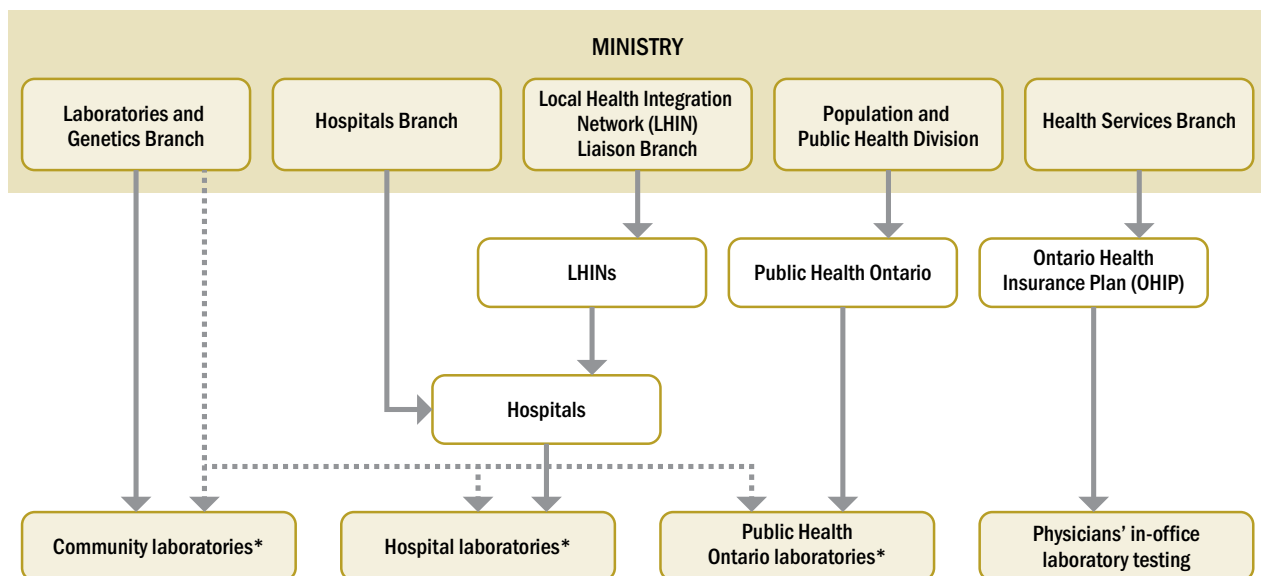 MINISTRY
Laboratories and
Genetics Branch
Hospitals Branch
Local Health Integration
Network (LHIN)
Liaison Branch
Population and
Public Health Division
Health Services Branch
LHINs
Public Health Ontario
Ontario Health
Insurance Plan (OHIP)
Hospitals
Community laboratories*
Hospital laboratories*
Public Health
Ontario laboratories*
Physicians’ in-office
laboratory testing